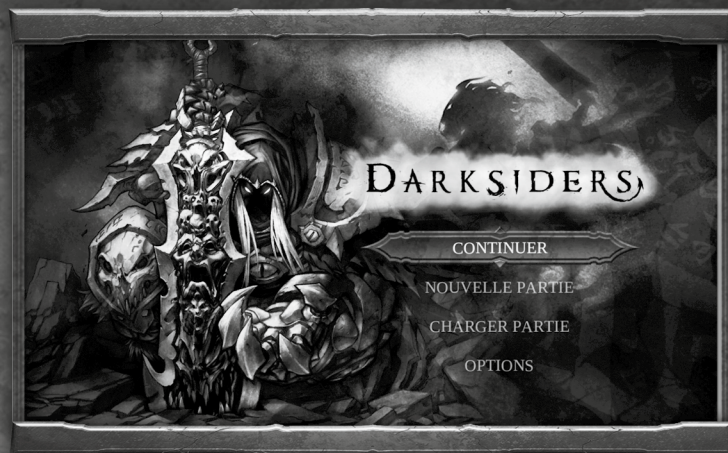 DARKSIDERS
CONTINUER
NOUVELLE PARTIE
CHARGER PARTIE
OPTIONS